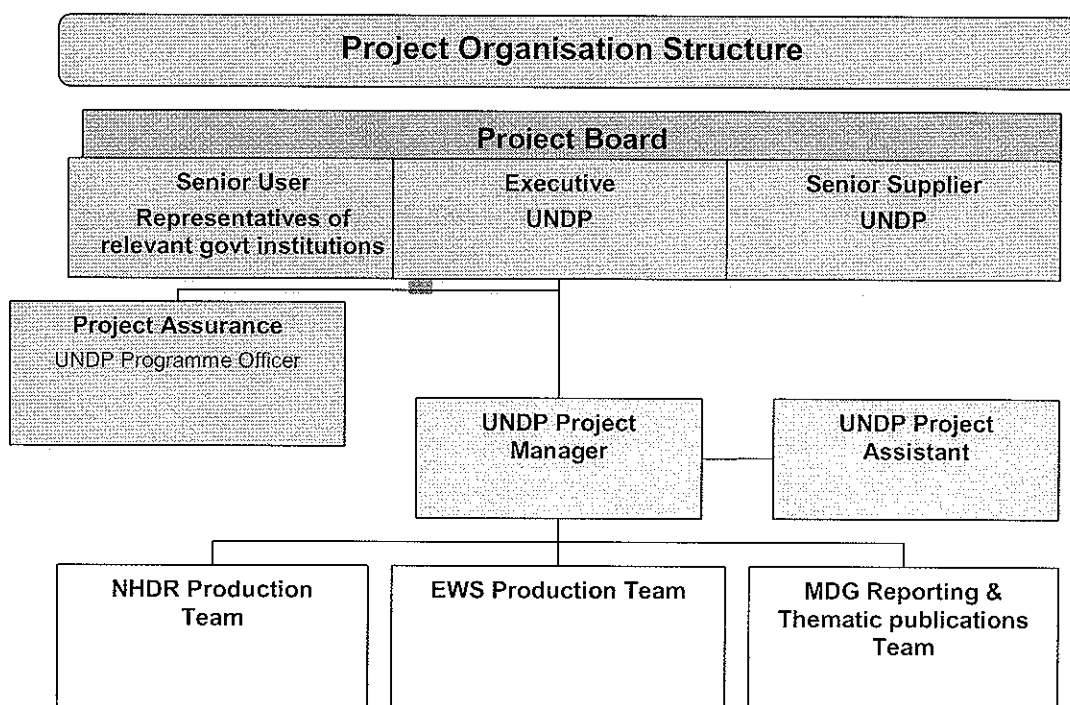 Project Organisation Structure
Project Board
Senior User
Representatives of
relevant govt institutions
Executive
UNDP
Senior Supplier
UNDP
Project Assurance
UNDP Programme Officer
UNDP Project
Manager
UNDP Project
Assistant
NHDR Production
Team
EWS Production Team
MDG Reporting &
Thematic publications
Team